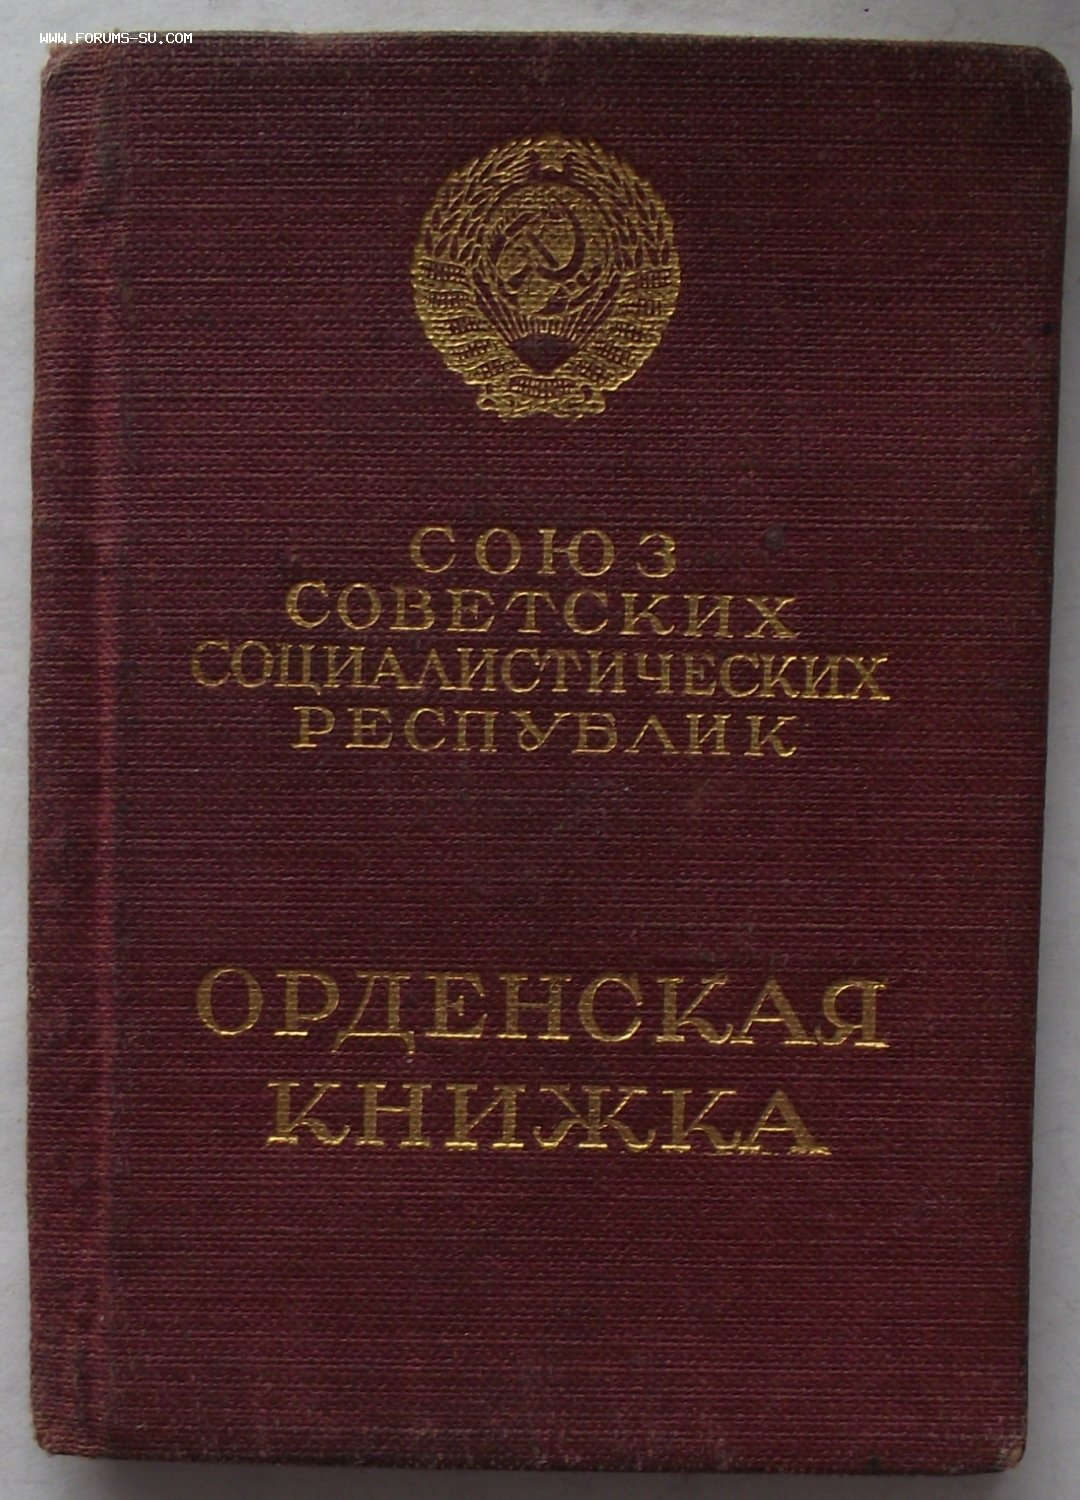 WWW.FORUMS-SU.COM
СОЮЗ
СОВЕТСКИХ
СОЦИАЛИСТИЧЕСКИХ
РЕСПУБЛИК
ОРДЕНСКАЯ
КНИЖКА